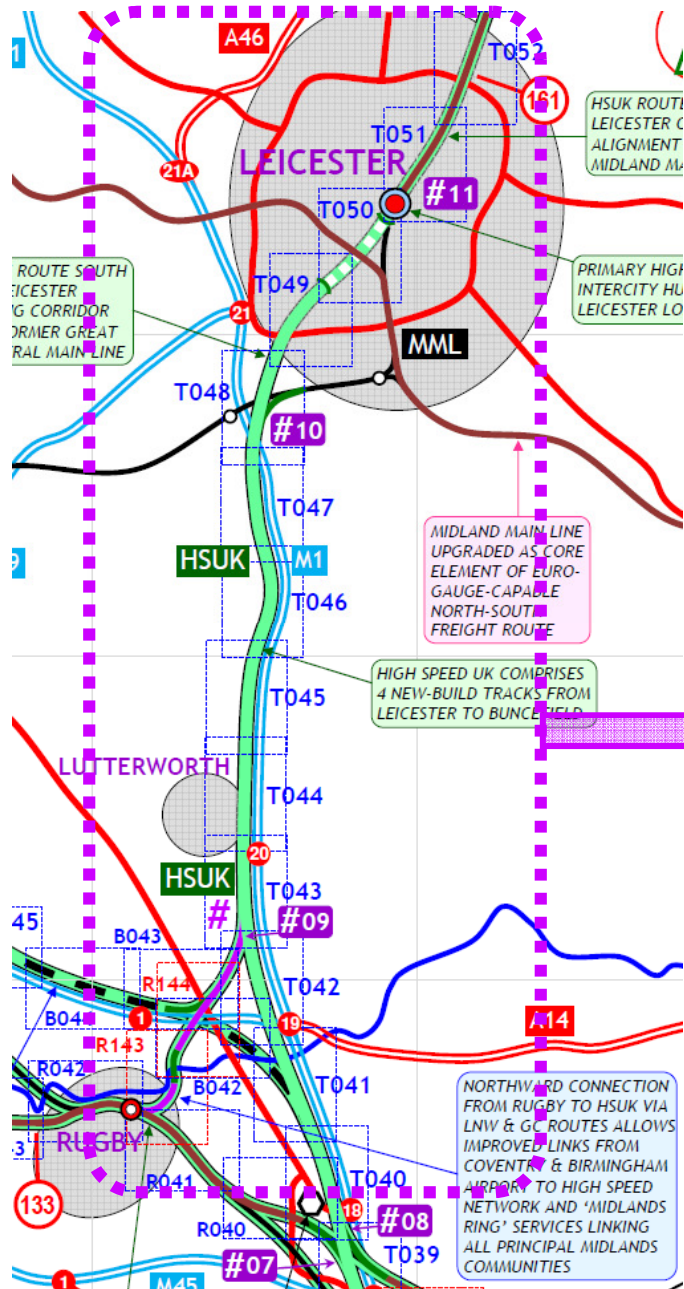 A46
T052
161
HSUK ROUTE
LEICESTER C
ALIGNMENT
MIDLAND MA
T051
LEICESTER
21A
#11
T050
PRIMARY HIGH
INTERCITY HU
LEICESTER LO
ROUTE SOUTH
EICESTER
G CORRIDOR
ORMER GREAT
TRAL MAIN LINE
T049
21
MML
T048
#10
T047
MIDLAND MAIN LINE
UPGRADED AS CORE
ELEMENT OF EURO-
GAUGE-CAPABLE
NORTH-SOUTH
FREIGHT ROUTE
HSUK
M1
T046
HIGH SPEED UK COMPRISES
4 NEW-BUILD TRACKS FROM
LEICESTER TO BUNCEFIELD
T045
LUTTERWORTH
T044
20
HSUK
T043
#
#09
45
B043
R144
T042
B041
1
19
A14
R143
R042
B042
T041
NORTHWARD CONNECTION
FROM RUGBY TO HSUK VIA
LNW & GC ROUTES ALLOWS
IMPROVED LINKS FROM
COVENTRY & BIRMINGHAM
AIRPORT TO HIGH SPEED
NETWORK AND ‘MIDLANDS
RING’ SERVICES LINKING
ALL PRINCIPAL MIDLANDS
COMMUNITIES
RUGBY
R041
T040
133
18
#08
R040
T039
#07
1
M45